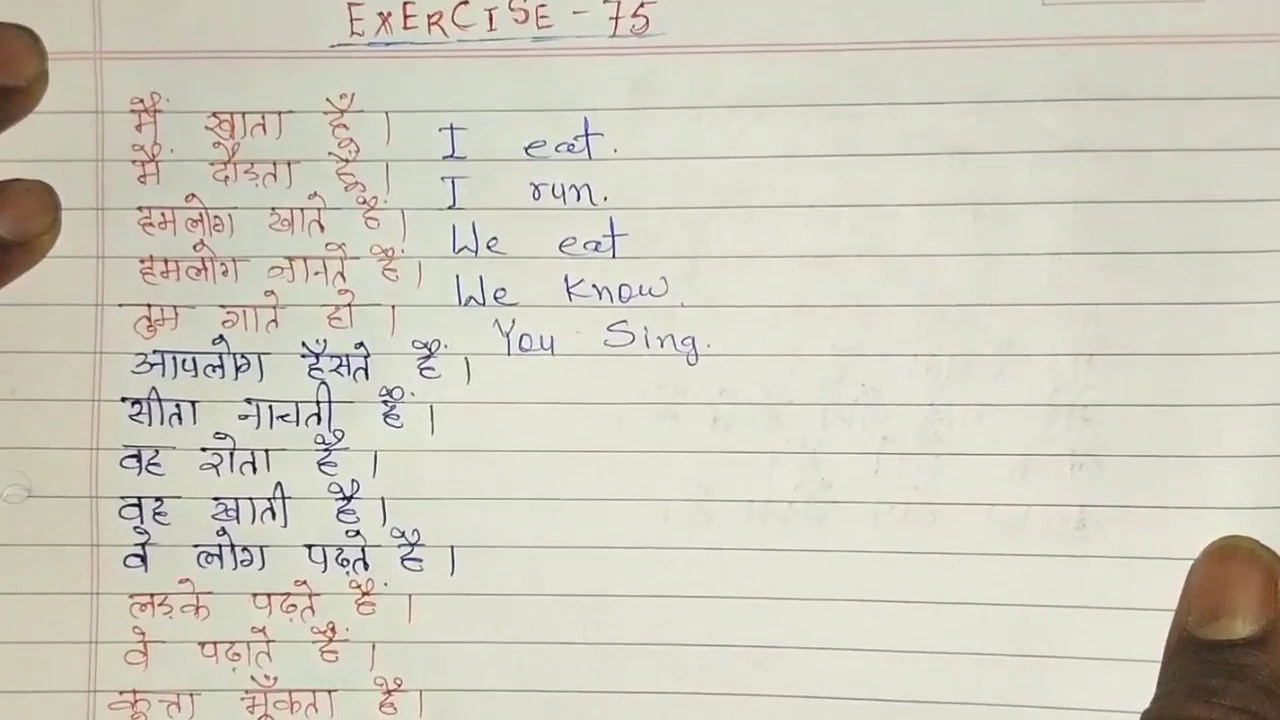 EXERCISE - 75
मैं खाता हूँ । I eat.
मैं दौड़ता हूँ । I run.
हमलोग खाते हैं । We eat
हमलोग जानते हैं । We know.
तुम गाते हो । You Sing.
आपलोग हँसते हैं ।
सीता नाचती हैं ।
वह रोता है ।
वह खाती है ।
वे लोग पढ़ते है ।
लड़के पढ़ते हैं ।
वे पढ़ाते हैं ।
कुत्ता भूँकता है ।